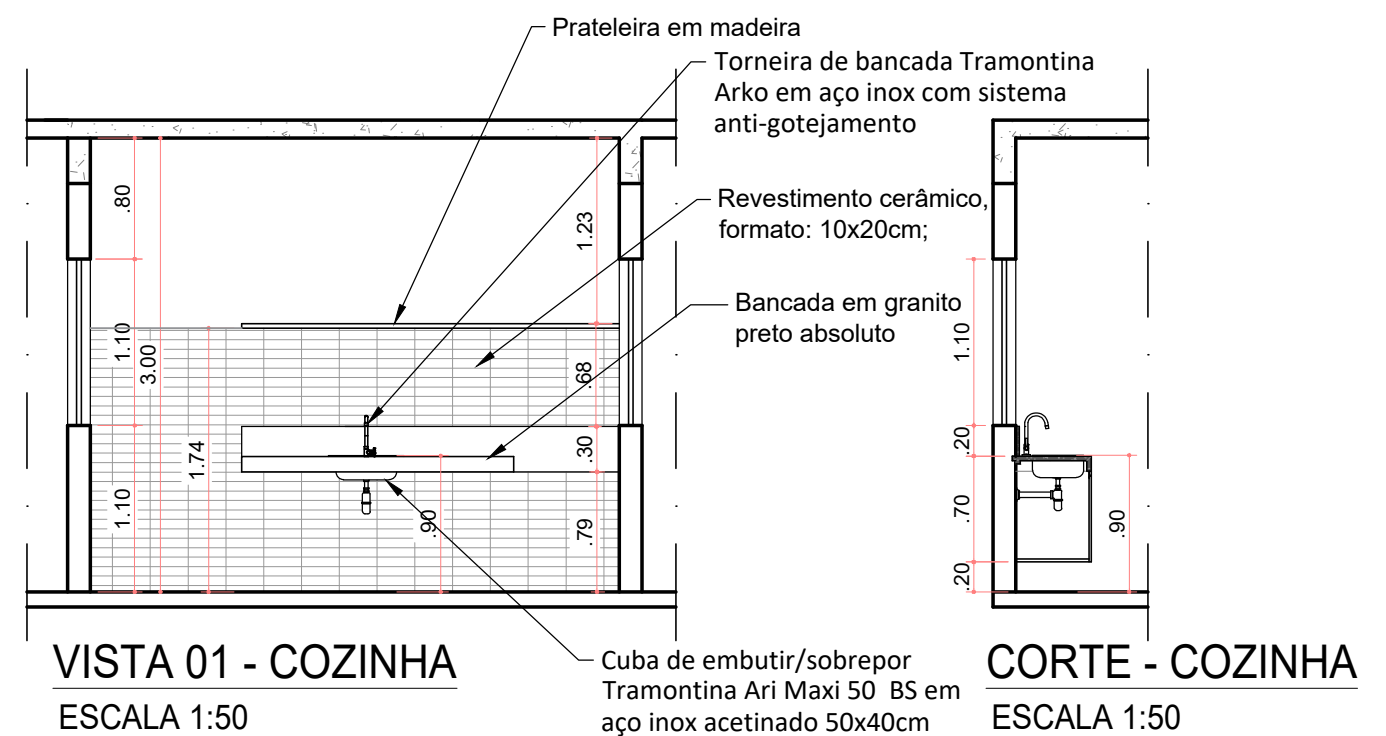 Prateleira em madeira
Torneira de bancada Tramontina
Arko em aço inox com sistema
anti-gotejamento
Revestimento cerâmico,
formato: 10x20cm;
Bancada em granito
preto absoluto
.80
1.10
3.00
1.10
1.74
1.23
.68
.30
.90
.79
1.10
.20
.70
.20
.90
Cuba de embutir/sobrepor
Tramontina Ari Maxi 50 BS em
aço inox acetinado 50x40cm
VISTA 01 - COZINHA
ESCALA 1:50
CORTE - COZINHA
ESCALA 1:50